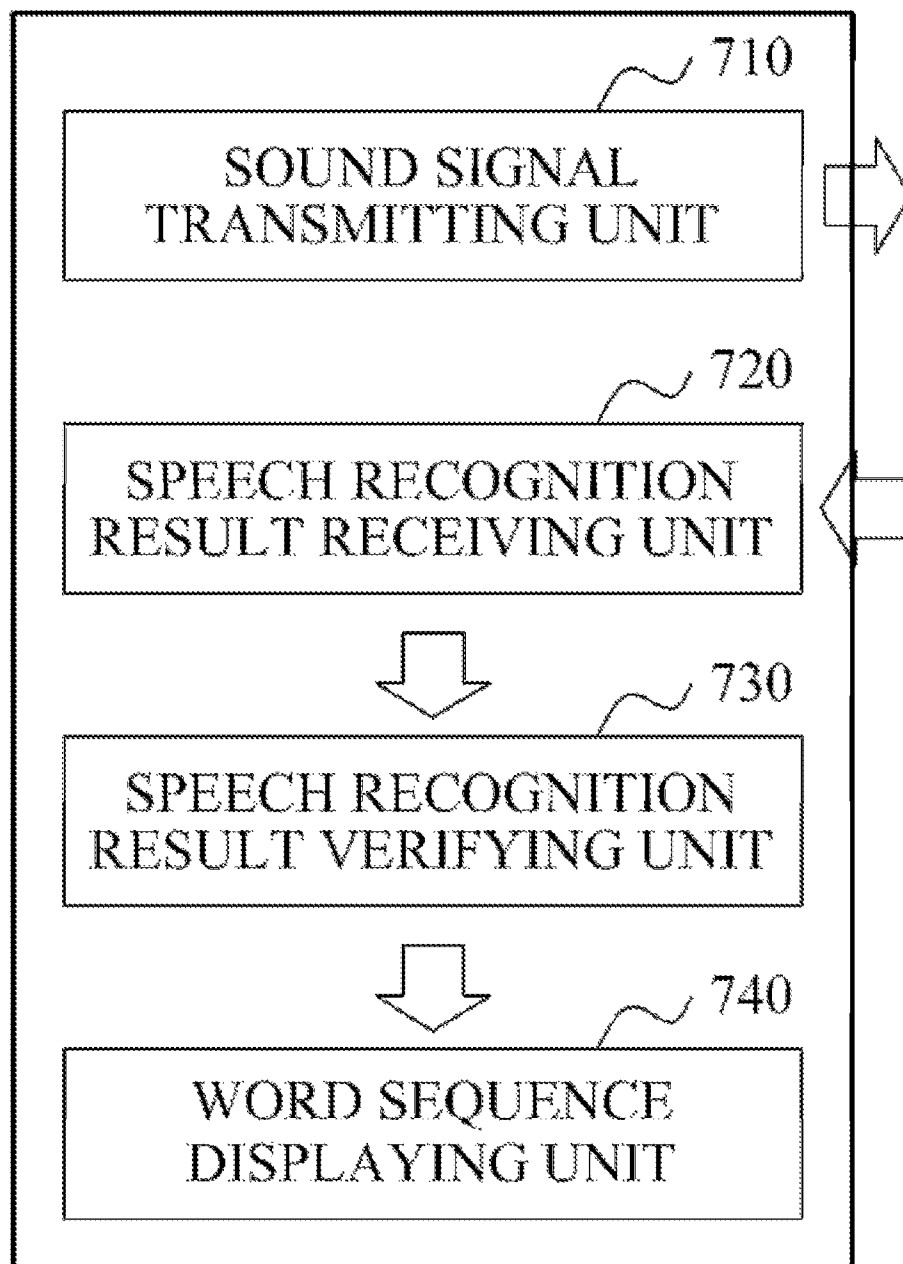 710
SOUND SIGNAL
TRANSMITTING UNIT
720
SPEECH RECOGNITION
RESULT RECEIVING UNIT
730
SPEECH RECOGNITION
RESULT VERIFYING UNIT
740
WORD SEQUENCE
DISPLAYING UNIT